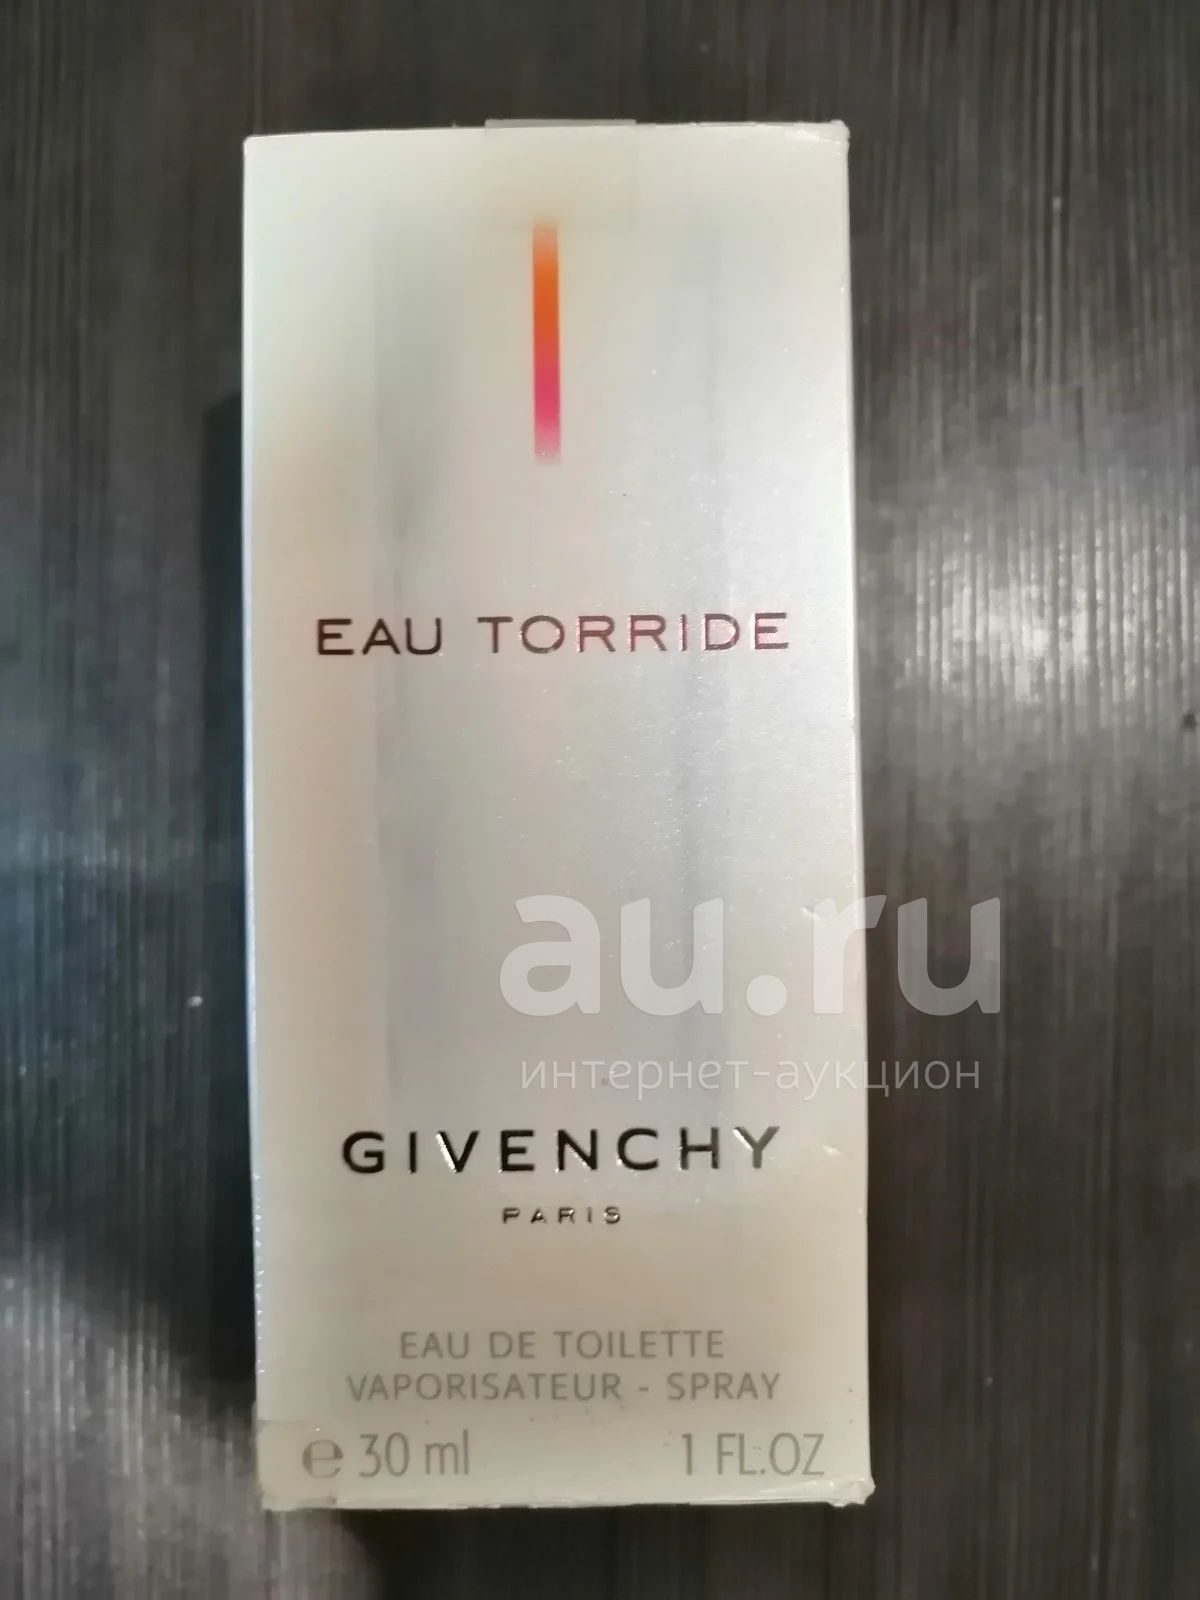 EAU TORRIDE
au.ru
интернет-аукцион
GIVENCHY
PARIS
EAU DE TOILETTE
VAPORISATEUR - SPRAY
℮ 30 ml 1 FL.OZ